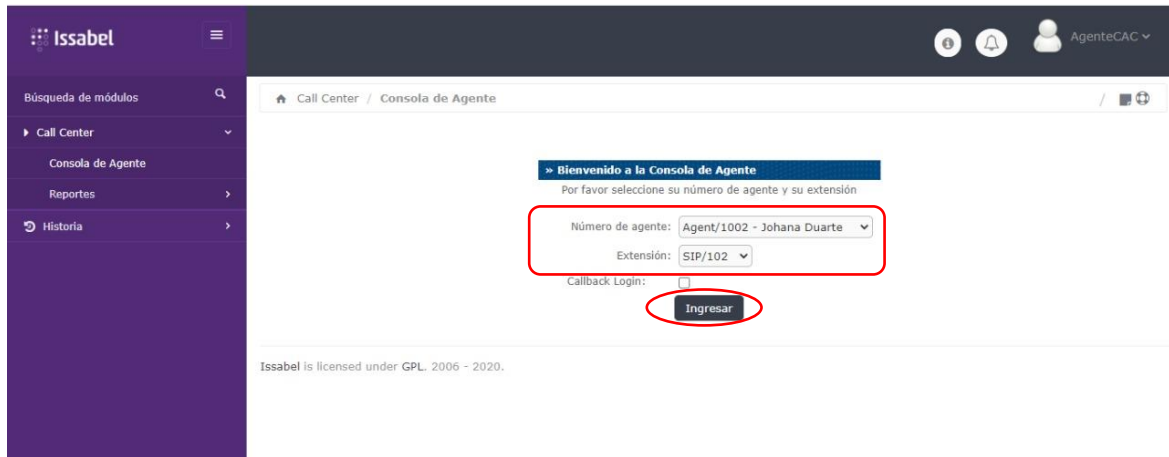 Issabel
AgenteCAC
Búsqueda de módulos
Call Center / Consola de Agente /
Call Center
Consola de Agente
Reportes
Historia
» Bienvenido a la Consola de Agente
Por favor seleccione su número de agente y su extensión
Número de agente: Agent/1002 - Johana Duarte
Extensión: SIP/102
Callback Login:
Ingresar
Issabel is licensed under GPL. 2006 - 2020.